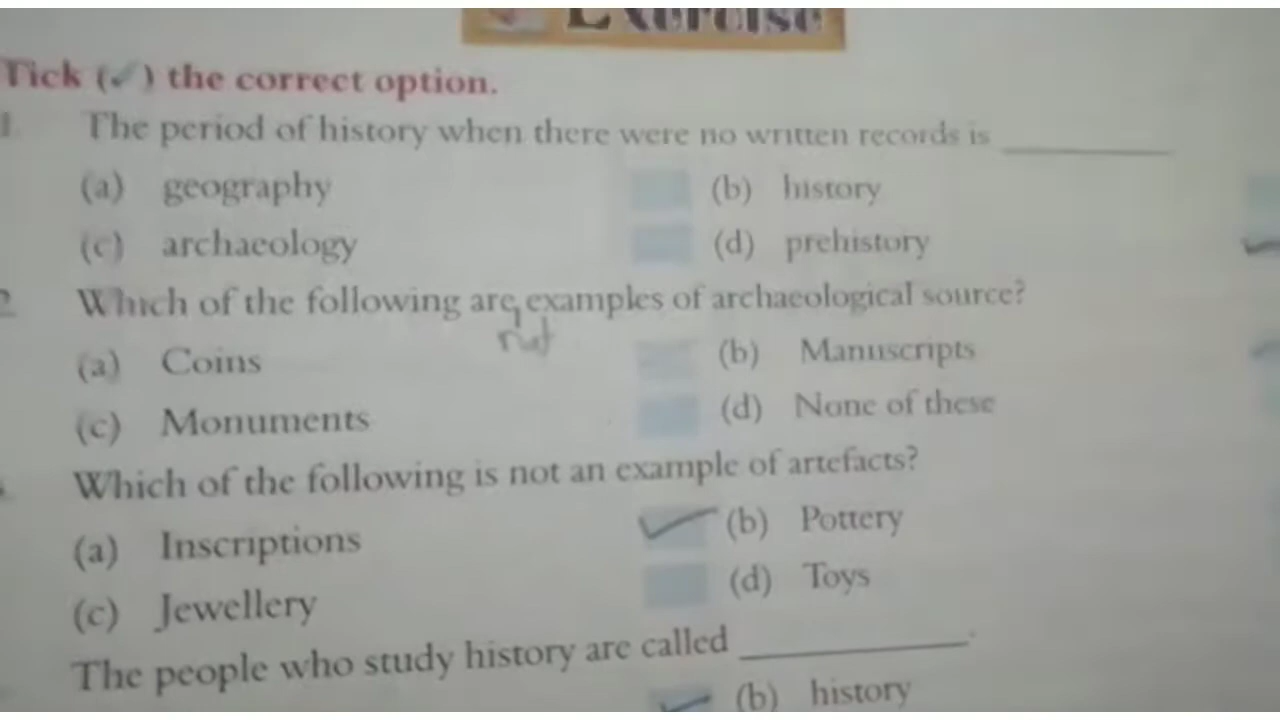 Exercise
Tick (✓) the correct option.
1. The period of history when there were no written records is ________
(a) geography (b) history
(c) archaeology (d) prehistory
2. Which of the following are examples of archaeological source?
not
(a) Coins (b) Manuscripts
(c) Monuments (d) None of these
Which of the following is not an example of artefacts?
(a) Inscriptions (b) Pottery
(c) Jewellery (d) Toys
The people who study history are called ________.
(b) history